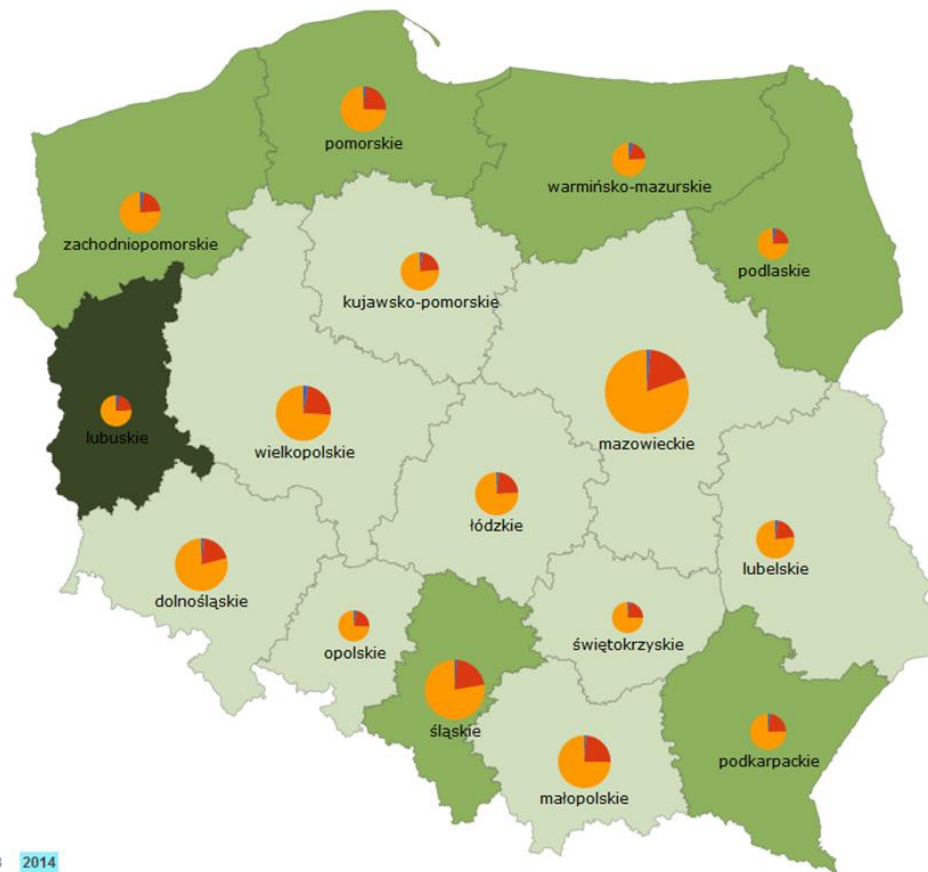 pomorskie
warmińsko-mazurskie
zachodniopomorskie
podlaskie
kujawsko-pomorskie
lubuskie
wielkopolskie
mazowieckie
łódzkie
lubelskie
dolnośląskie
opolskie
świętokrzyskie
śląskie
podkarpackie
małopolskie
2014